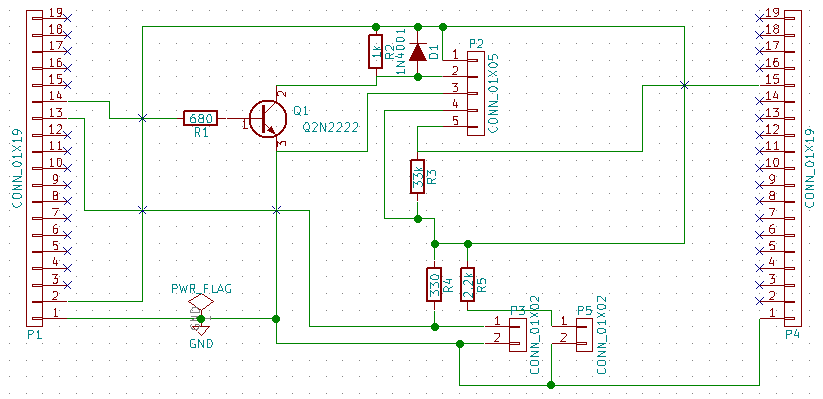 19
18
17
16
15
14
13
12
11
10
9
8
7
6
5
4
3
2
1
CONN_01X19
P1
680
R1
1
2
3
Q1
Q2N2222
1k
R2
1N4001
D1
P2
1
2
3
4
5
CONN_01X05
33k
R3
330
R4
2.2k
R5
PWR_FLAG
GND
P3
1
2
CONN_01X02
P5
1
2
CONN_01X02
19
18
17
16
15
14
13
12
11
10
9
8
7
6
5
4
3
2
1
CONN_01X19
P4